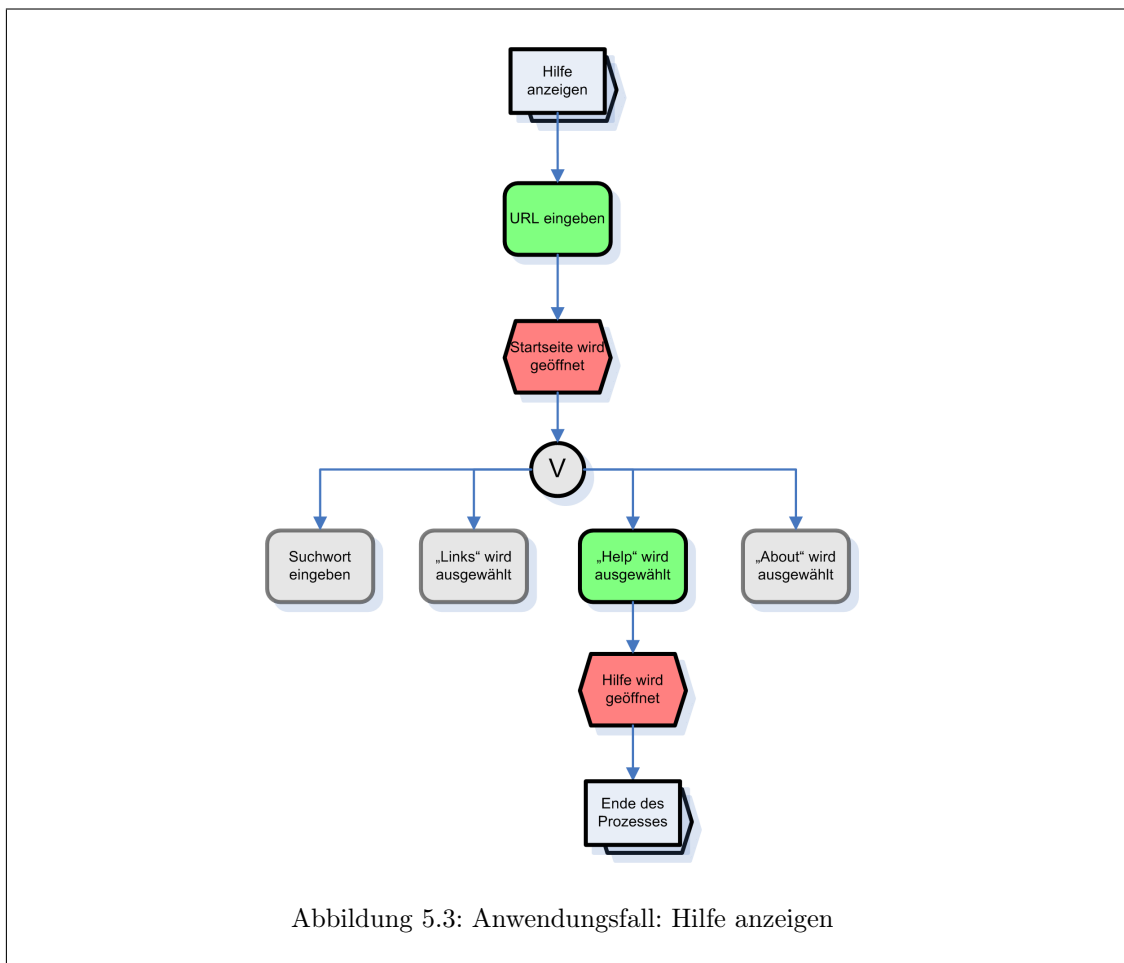 Hilfe
anzeigen
URL eingeben
Startseite wird
geöffnet
V
Suchwort
eingeben
„Links“ wird
ausgewählt
„Help“ wird
ausgewählt
„About“ wird
ausgewählt
Hilfe wird
geöffnet
Ende des
Prozesses
Abbildung 5.3: Anwendungsfall: Hilfe anzeigen